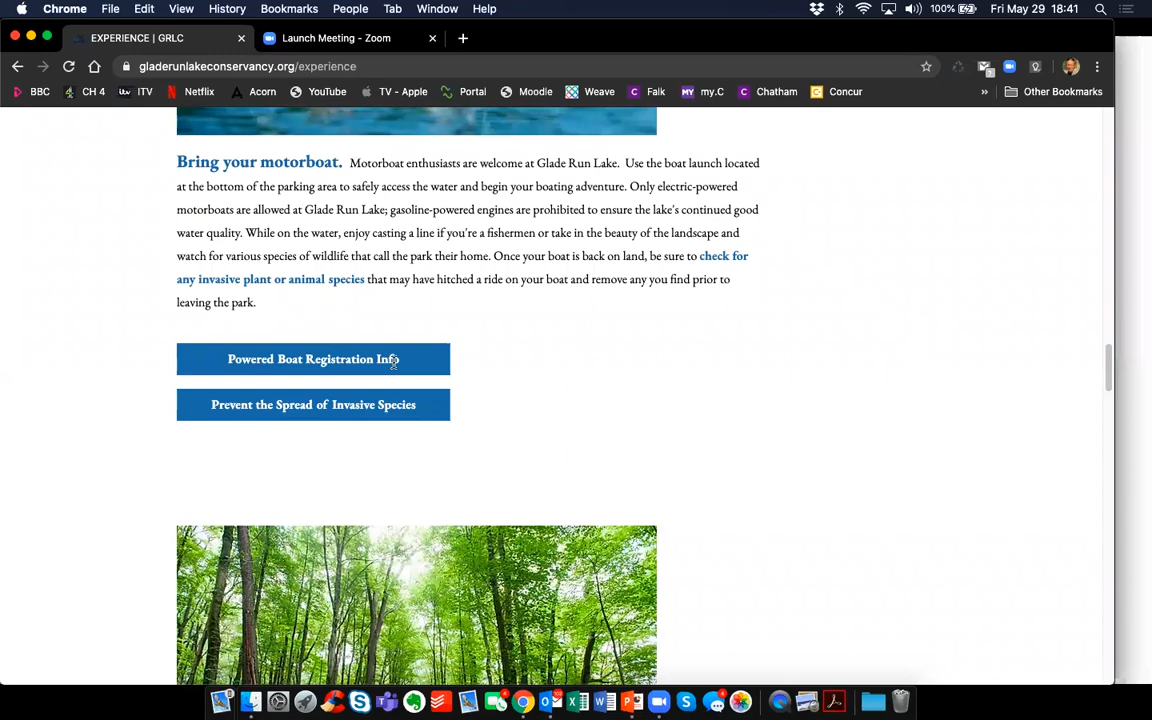 Chrome File Edit View History Bookmarks People Tab Window Help 100% Fri May 29 18:41
EXPERIENCE | GRLC Launch Meeting - Zoom
gladerunlakeconservancy.org/experience
BBC CH 4 itv ITV Netflix Acorn YouTube TV - Apple Portal Moodle Weave C Falk MY my.C C Chatham Concur » Other Bookmarks
Bring your motorboat. Motorboat enthusiasts are welcome at Glade Run Lake. Use the boat launch located
at the bottom of the parking area to safely access the water and begin your boating adventure. Only electric-powered
motorboats are allowed at Glade Run Lake; gasoline-powered engines are prohibited to ensure the lake's continued good
water quality. While on the water, enjoy casting a line if you're a fishermen or take in the beauty of the landscape and
watch for various species of wildlife that call the park their home. Once your boat is back on land, be sure to check for
any invasive plant or animal species that may have hitched a ride on your boat and remove any you find prior to
leaving the park.
Powered Boat Registration Info
Prevent the Spread of Invasive Species